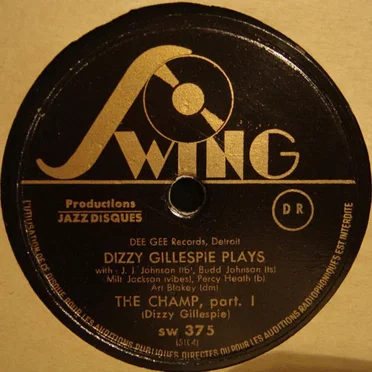 SWING
Productions
JAZZ DISQUES
DR
DEE GEE Records, Detroit
DIZZY GILLESPIE PLAYS
with : J. J. Johnson (tb), Budd Johnson (ts)
Milt Jackson (vibes), Percy Heath (b)
Art Blakey (dm)
THE CHAMP, part. I
(Dizzy Gillespie)
SW 375
(5104)
L'UTILISATION DE CE DISQUE POUR LES AUDITIONS PUBLIQUES DIRECTES OU POUR LES AUDITIONS RADIOPHONIQUES EST INTERDITE